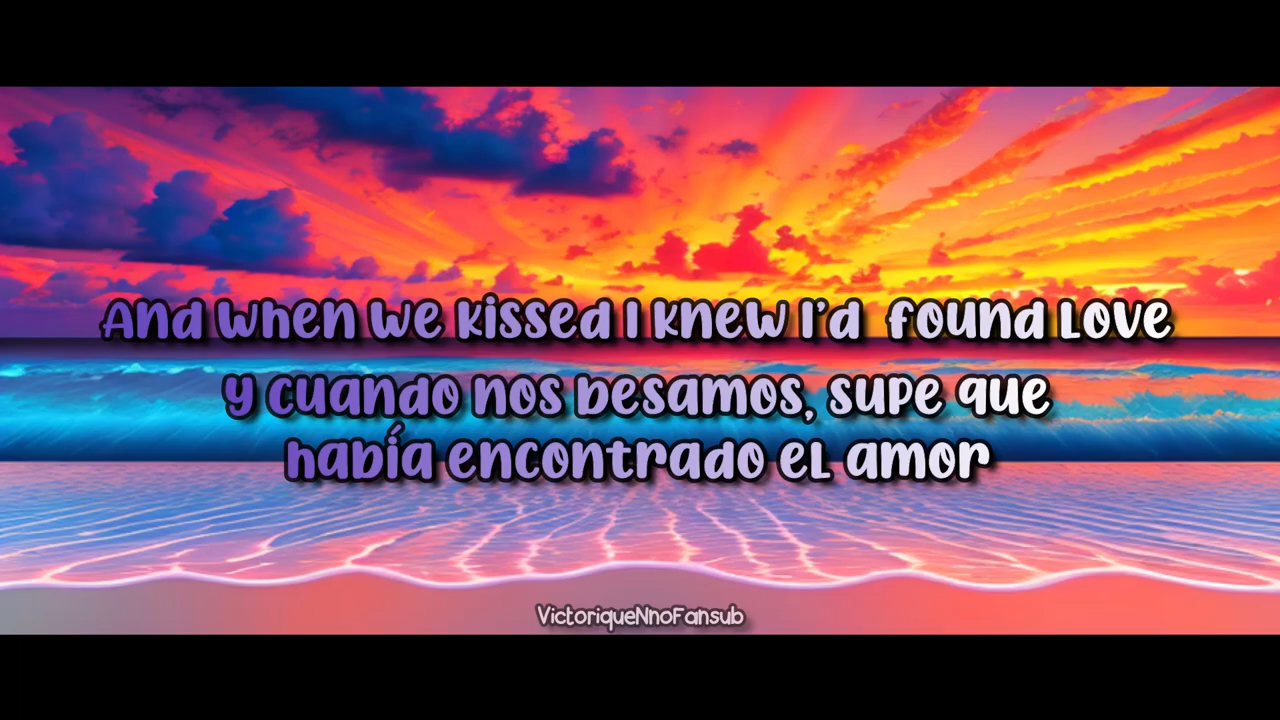 And when we kissed I knew I'd found Love
y cuando nos besamos, supe que
había encontrado el amor
VictoriqueNnoFansub